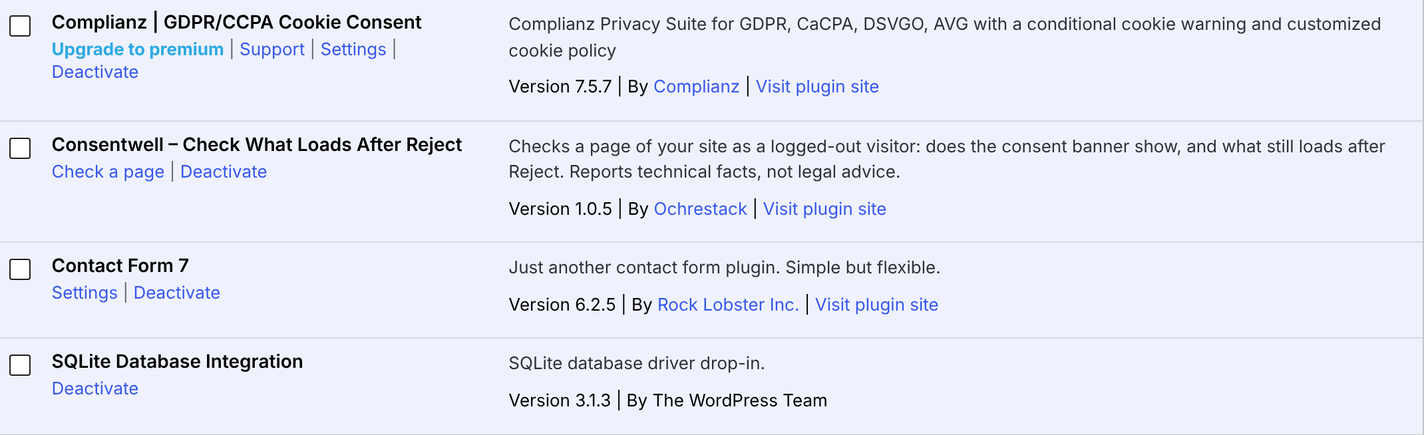 Complianz | GDPR/CCPA Cookie Consent
Upgrade to premium | Support | Settings |
Deactivate
Complianz Privacy Suite for GDPR, CaCPA, DSVGO, AVG with a conditional cookie warning and customized
cookie policy
Version 7.5.7 | By Complianz | Visit plugin site
Consentwell – Check What Loads After Reject
Check a page | Deactivate
Checks a page of your site as a logged-out visitor: does the consent banner show, and what still loads after
Reject. Reports technical facts, not legal advice.
Version 1.0.5 | By Ochrestack | Visit plugin site
Contact Form 7
Settings | Deactivate
Just another contact form plugin. Simple but flexible.
Version 6.2.5 | By Rock Lobster Inc. | Visit plugin site
SQLite Database Integration
Deactivate
SQLite database driver drop-in.
Version 3.1.3 | By The WordPress Team